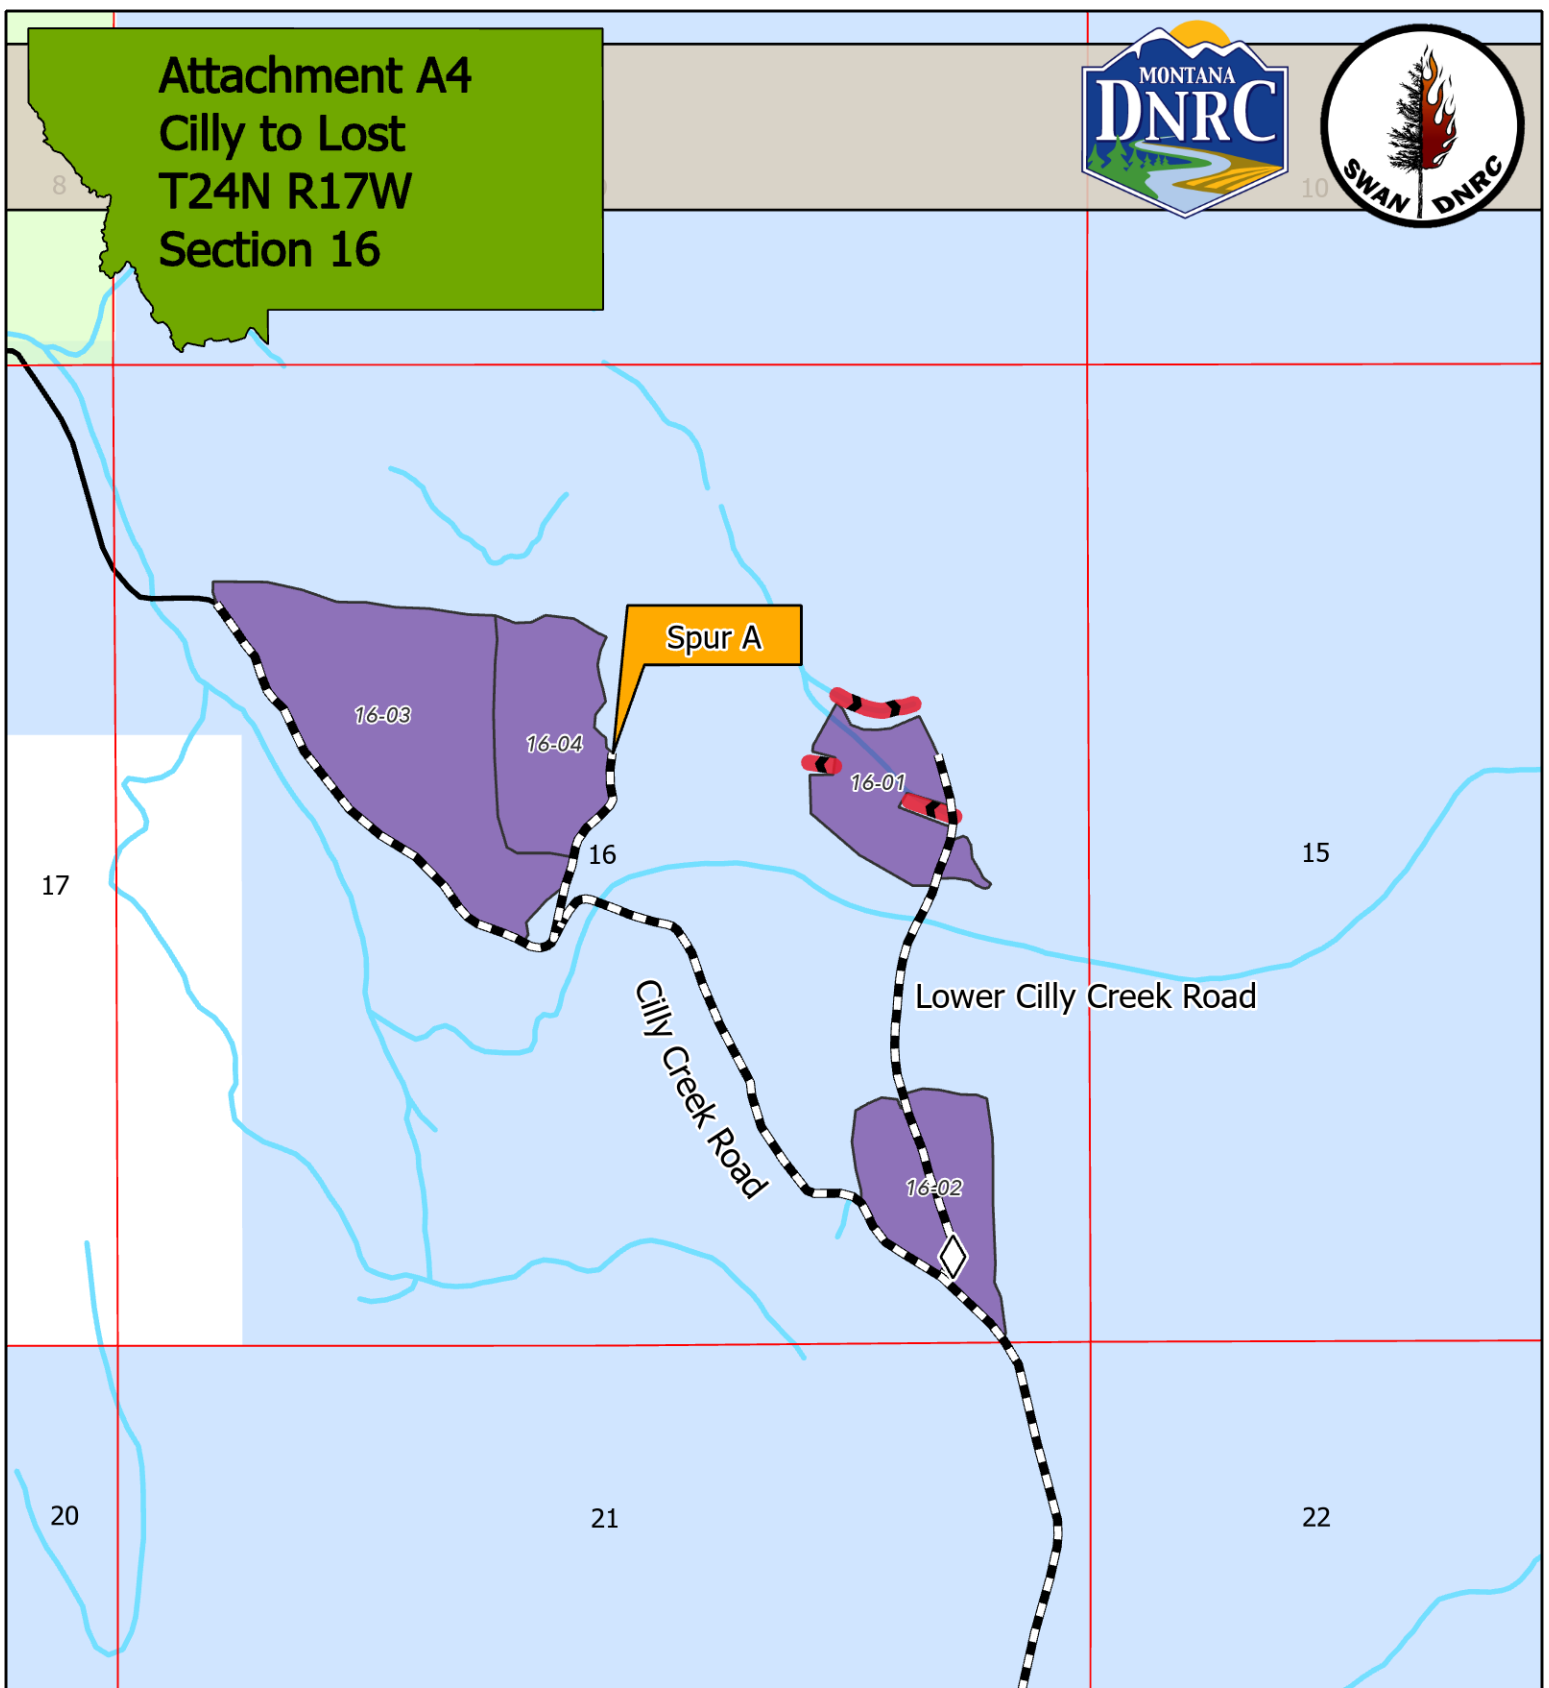 Attachment A4
Cilly to Lost
T24N R17W
Section 16
MONTANA
DNRC
SWAN DNRC
8
10
Spur A
16-03
16-04
16-01
16
15
17
Lower Cilly Creek Road
Cilly Creek Road
16-02
20
21
22